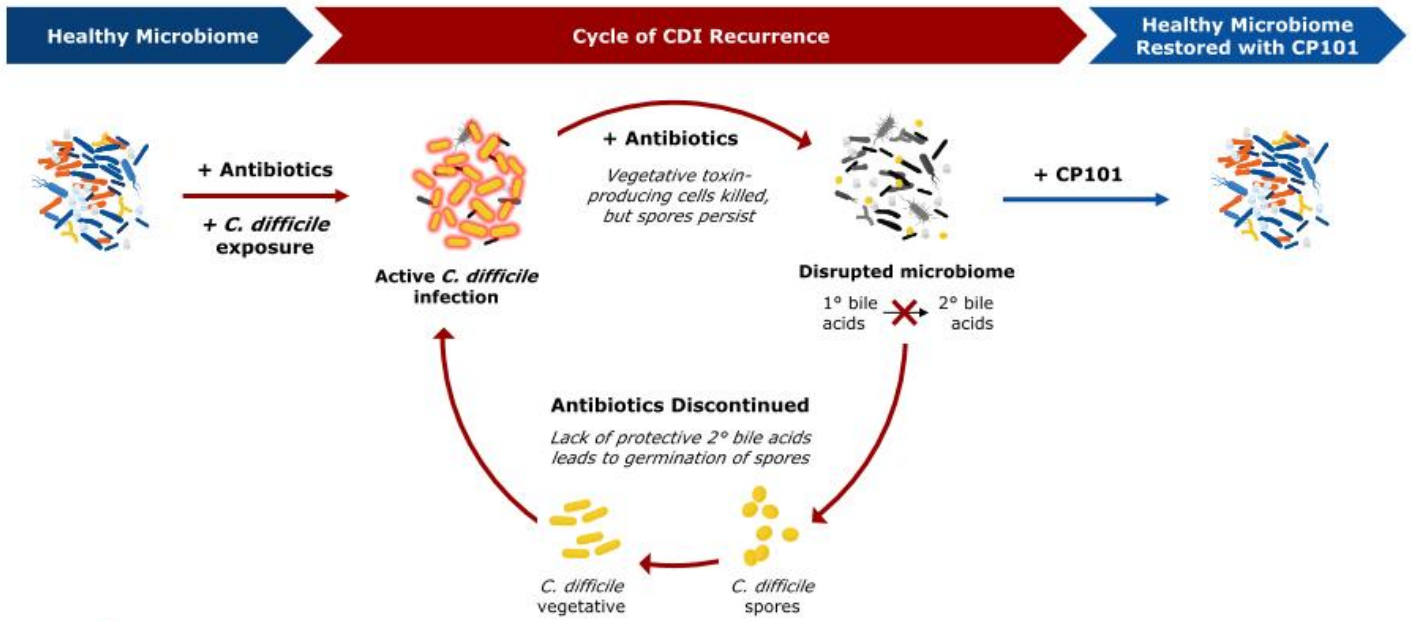 Healthy Microbiome
Cycle of CDI Recurrence
Healthy Microbiome
Restored with CP101
+ Antibiotics
+ C. difficile
exposure
Active C. difficile
infection
+ Antibiotics
Vegetative toxin-
producing cells killed,
but spores persist
Disrupted microbiome
1° bile
acids
2° bile
acids
+ CP101
Antibiotics Discontinued
Lack of protective 2° bile acids
leads to germination of spores
C. difficile
vegetative
C. difficile
spores